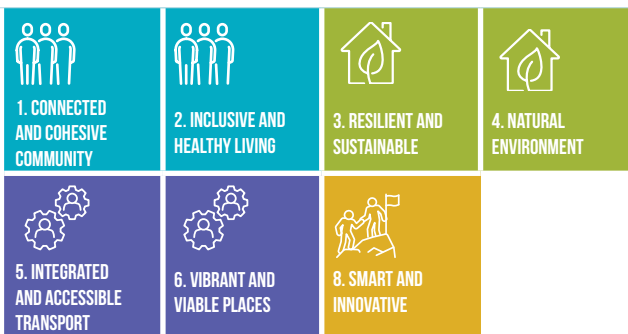 1. CONNECTED
AND COHESIVE
COMMUNITY
2. INCLUSIVE AND
HEALTHY LIVING
3. RESILIENT AND
SUSTAINABLE
4. NATURAL
ENVIRONMENT
5. INTEGRATED
AND ACCESSIBLE
TRANSPORT
6. VIBRANT AND
VIABLE PLACES
8. SMART AND
INNOVATIVE